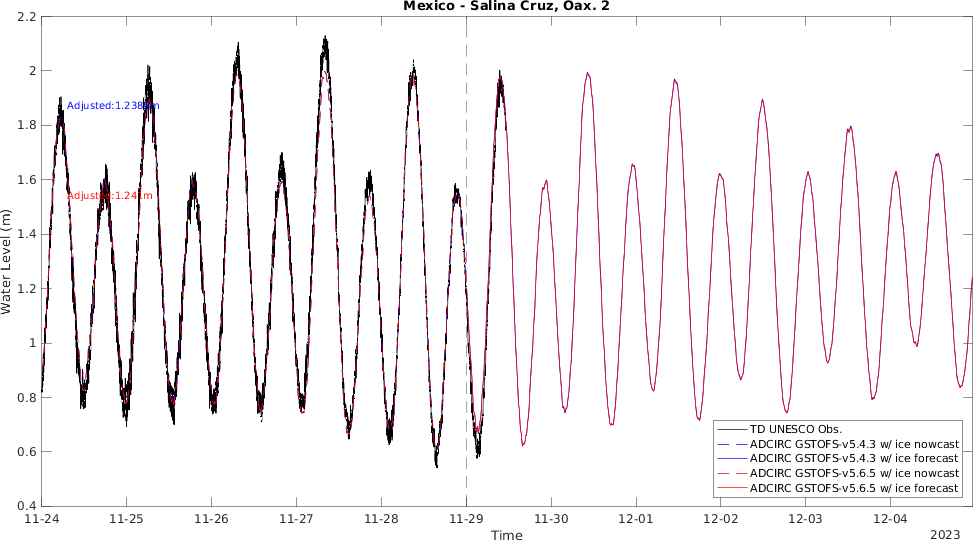 Mexico - Salina Cruz, Oax. 2
2.2
2
1.8
1.6
1.4
1.2
1
0.8
0.6
0.4
Water Level (m)
Adjusted:1.238
Adjusted:1.241m
TD UNESCO Obs.
ADCIRC GSTOFS-v5.4.3 w/ ice nowcast
ADCIRC GSTOFS-v5.4.3 w/ ice forecast
ADCIRC GSTOFS-v5.6.5 w/ ice nowcast
ADCIRC GSTOFS-v5.6.5 w/ ice forecast
11-24 11-25 11-26 11-27 11-28 11-29 11-30 12-01 12-02 12-03 12-04
Time
2023